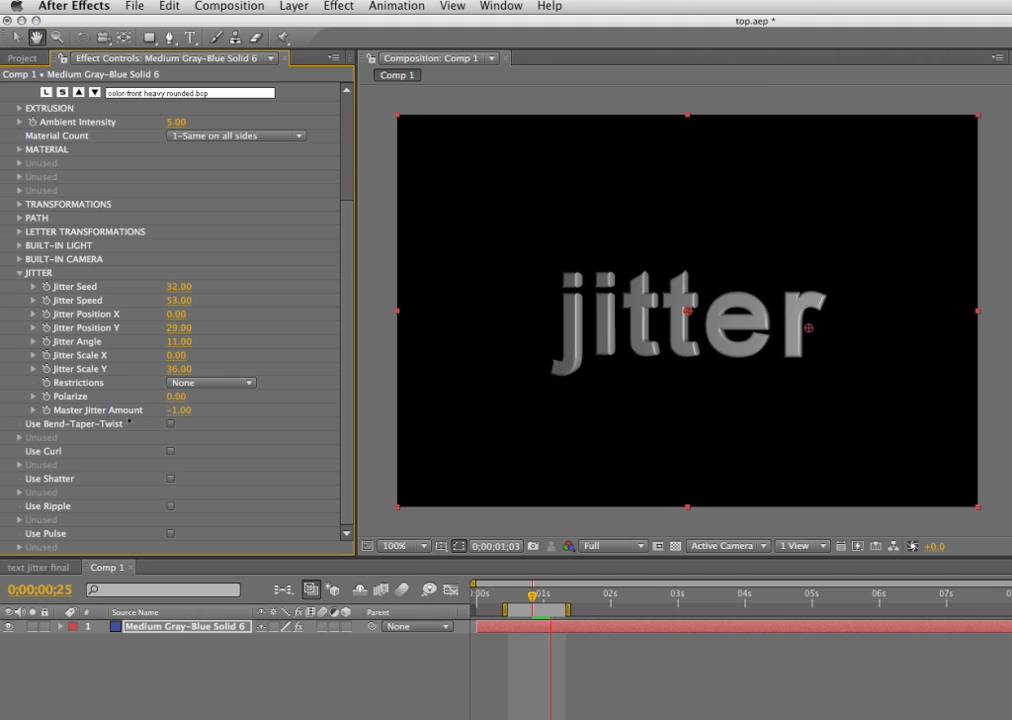 After Effects File Edit Composition Layer Effect Animation View Window Help
top.aep *
Project Effect Controls: Medium Gray-Blue Solid 6 Composition: Comp 1
Comp 1 • Medium Gray-Blue Solid 6 Comp 1
L S color-front heavy rounded.bcp
EXTRUSION
Ambient Intensity 5.00
Material Count 1-Same on all sides
MATERIAL
Unused
Unused
Unused
TRANSFORMATIONS
PATH
LETTER TRANSFORMATIONS
BUILT-IN LIGHT
BUILT-IN CAMERA
JITTER
Jitter Seed 32.00
Jitter Speed 53.00
Jitter Position X 0.00
Jitter Position Y 29.00
Jitter Angle 11.00
Jitter Scale X 0.00
Jitter Scale Y 36.00
Restrictions None
Polarize 0.00
Master Jitter Amount -1.00
Use Bend-Taper-Twist
Unused
Use Curl
Unused
Use Shatter
Unused
Use Ripple
Unused
Use Pulse
Unused
jitter
100% 0;00;01;03 Full Active Camera 1 View +0.0
text jitter final Comp 1
0;00;00;25 :00s 01s 02s 03s 04s 05s 06s 07s 0
# Source Name fx Parent
1 Medium Gray-Blue Solid 6 fx None